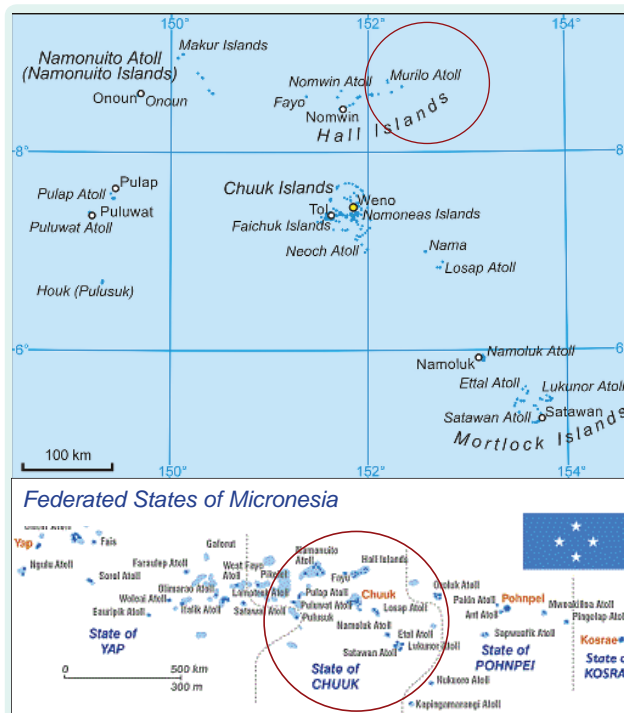 150°
152°
154°
Makur Islands
Namonuito Atoll
(Namonuito Islands)
Onoun
Onoun
Nomwin Atoll
Murilo Atoll
Fayo
Nomwin
Hall Islands
8°
Pulap
Pulap Atoll
Puluwat
Puluwat Atoll
Chuuk Islands
Weno
Tol
Nomoneas Islands
Faichuk Islands
Neoch Atoll
Nama
Losap Atoll
Houk (Pulusuk)
6°
6°
Namoluk Atoll
Namoluk
Ettal Atoll
Lukunor Atoll
Satawan Atoll
Satawan
Mortlock Islands
100 km
150°
152°
154°
Federated States of Micronesia
Yap
Fais
Ngulu Atoll
Sorol Atoll
Gaferut
Faraulep Atoll
West Fayo
Atoll
Pikelot
Namonuito
Atoll
Hall Islands
Fayu
Olimarao Atoll
Lamotrek Atoll
Pulap Atoll
Chuuk
Oroluk Atoll
Woleai Atoll
Ifalik Atoll
Satawal Atoll
Puluwat Atoll
Pulusuk
Losap Atoll
Pakin Atoll
Pohnpei
Eauripik Atoll
Namoluk Atoll
Ant Atoll
Mwoakilloa Atoll
Pingelap Atoll
State of
YAP
Etal Atoll
Lukunor Atoll
Satawan Atoll
Sapwuafik Atoll
Kosrae
State of
CHUUK
State of
POHNPEI
State of
KOSRA
0
500 km
300 m
Nukuoro Atoll
Kapingamarangi Atoll